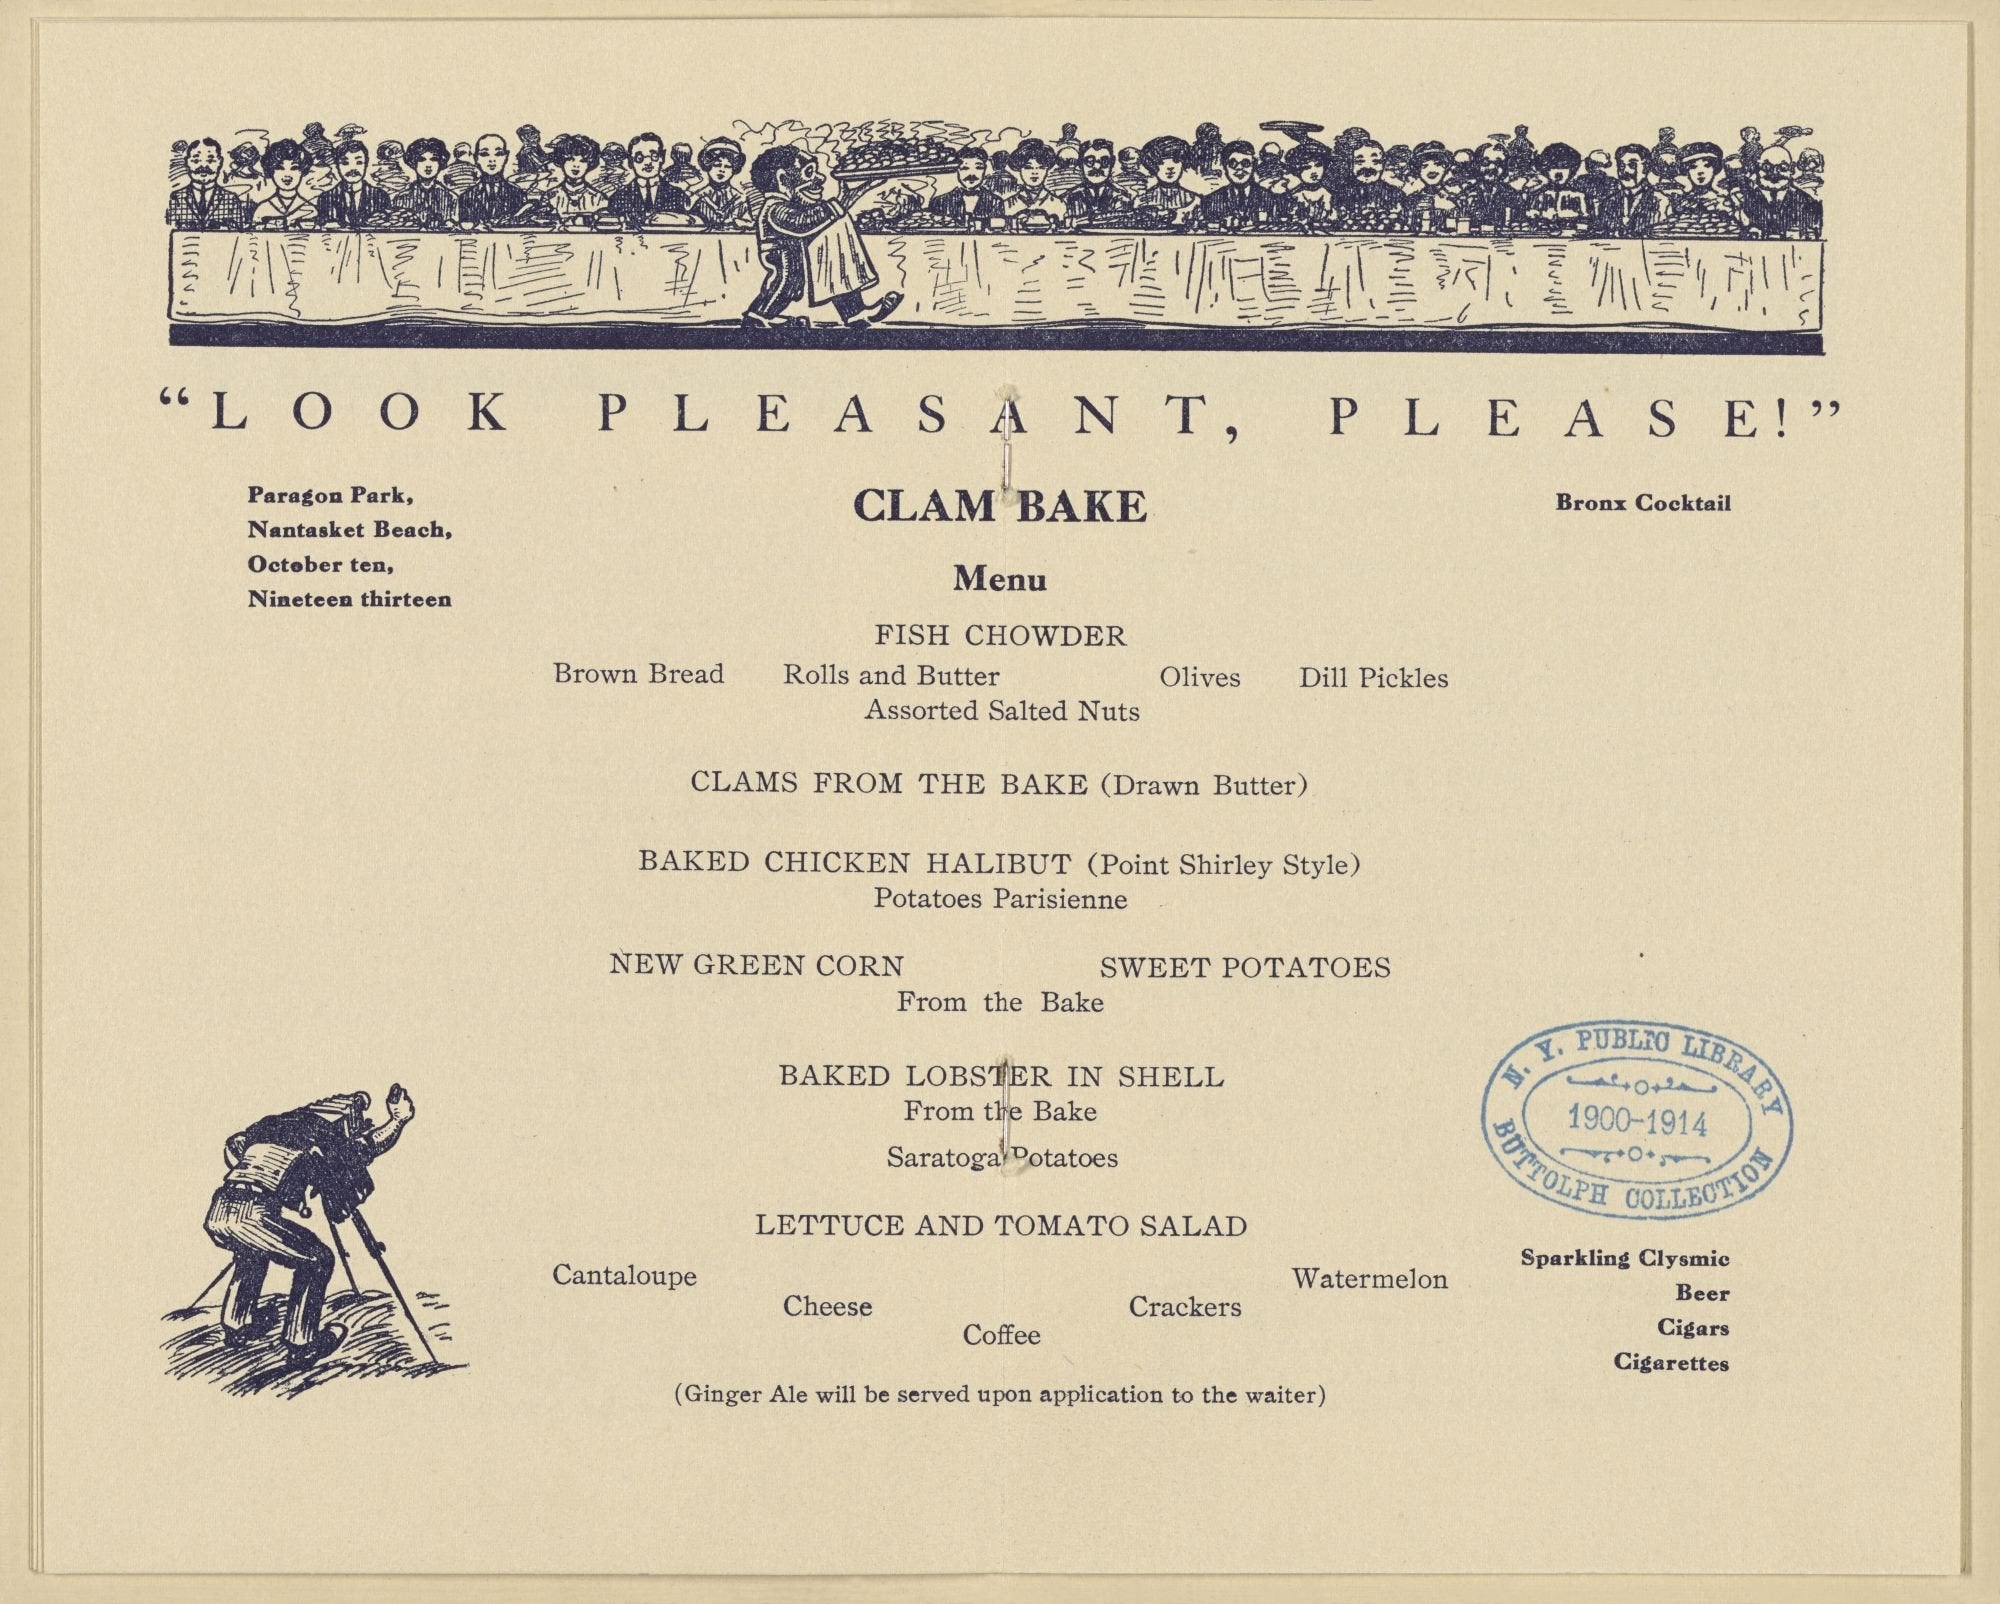 “LOOK PLEASANT, PLEASE!”
Paragon Park,
Nantasket Beach,
October ten,
Nineteen thirteen
CLAM BAKE
Bronx Cocktail
Menu
FISH CHOWDER
Brown Bread Rolls and Butter Olives Dill Pickles
Assorted Salted Nuts
CLAMS FROM THE BAKE (Drawn Butter)
BAKED CHICKEN HALIBUT (Point Shirley Style)
Potatoes Parisienne
NEW GREEN CORN SWEET POTATOES
From the Bake
BAKED LOBSTER IN SHELL
From the Bake
Saratoga Potatoes
LETTUCE AND TOMATO SALAD
Cantaloupe Watermelon
Cheese Crackers
Coffee
(Ginger Ale will be served upon application to the waiter)
N. Y. PUBLIC LIBRARY
1900-1914
BUTTOLPH COLLECTION
Sparkling Clysmic
Beer
Cigars
Cigarettes